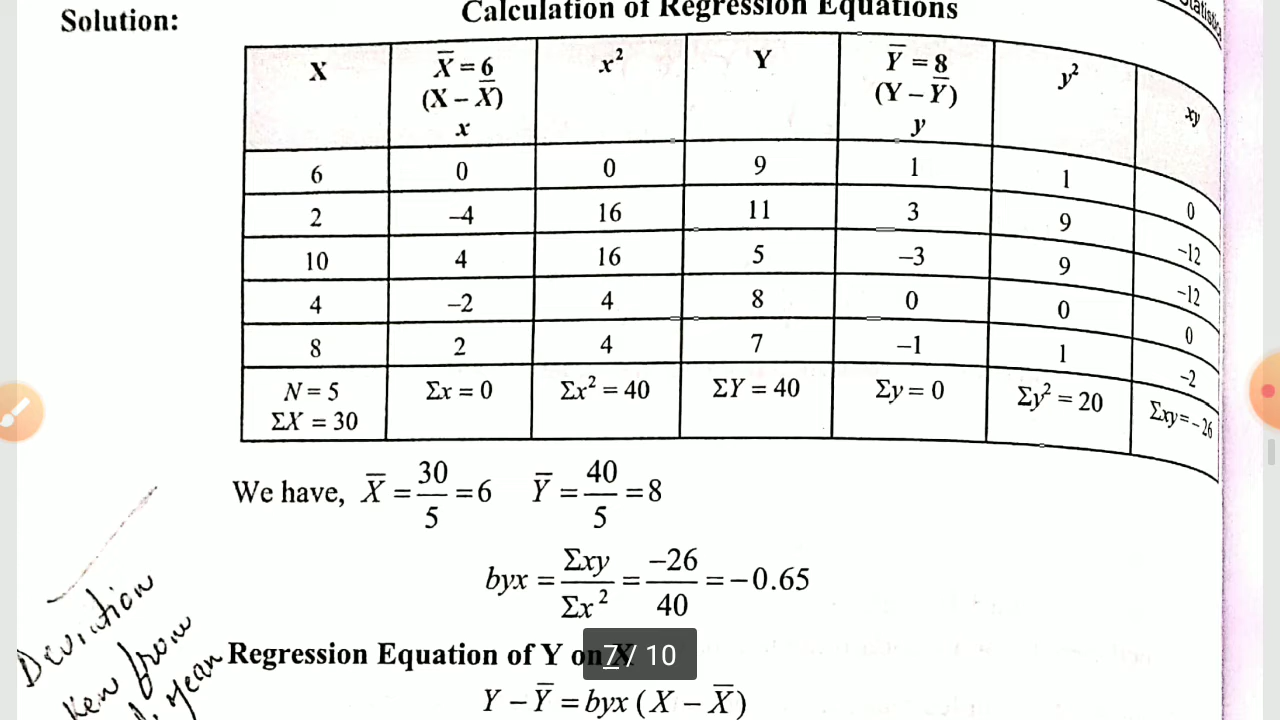 Calculation of Regression Equations
Statistics
Solution:
X X̄ = 6 (X – X̄) x x² Y Ȳ = 8 (Y – Ȳ) y y² xy
6 0 0 9 1 1 0
2 –4 16 11 3 9 –12
10 4 16 5 –3 9 –12
4 –2 4 8 0 0 0
8 2 4 7 –1 1 –2
N = 5 ΣX = 30 Σx = 0 Σx² = 40 ΣY = 40 Σy = 0 Σy² = 20 Σxy = – 26
We have, X̄ = 30/5 = 6 Ȳ = 40/5 = 8
byx = Σxy/Σx² = –26/40 = –0.65
Deviation
Regression Equation of Y on X
7 / 10
from
Mean
Y – Ȳ = byx (X – X̄)